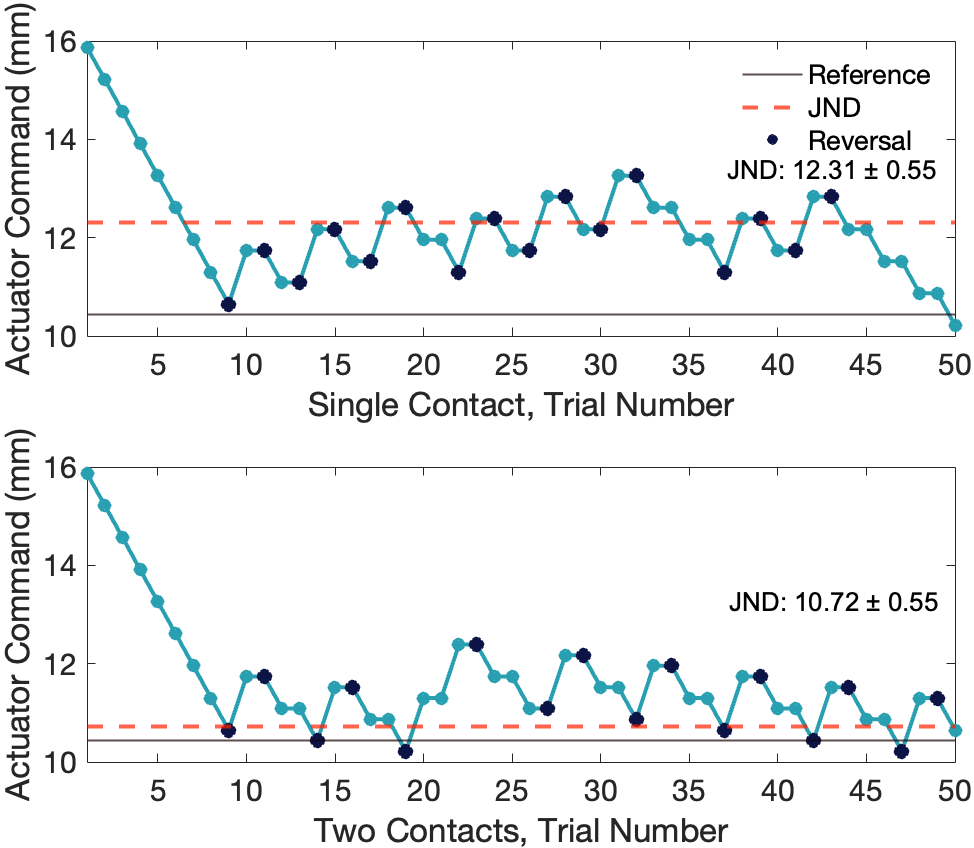 Actuator Command (mm)
16
14
12
10
Reference
JND
Reversal
JND: 12.31 ± 0.55
5 10 15 20 25 30 35 40 45 50
Single Contact, Trial Number
Actuator Command (mm)
16
14
12
10
JND: 10.72 ± 0.55
5 10 15 20 25 30 35 40 45 50
Two Contacts, Trial Number